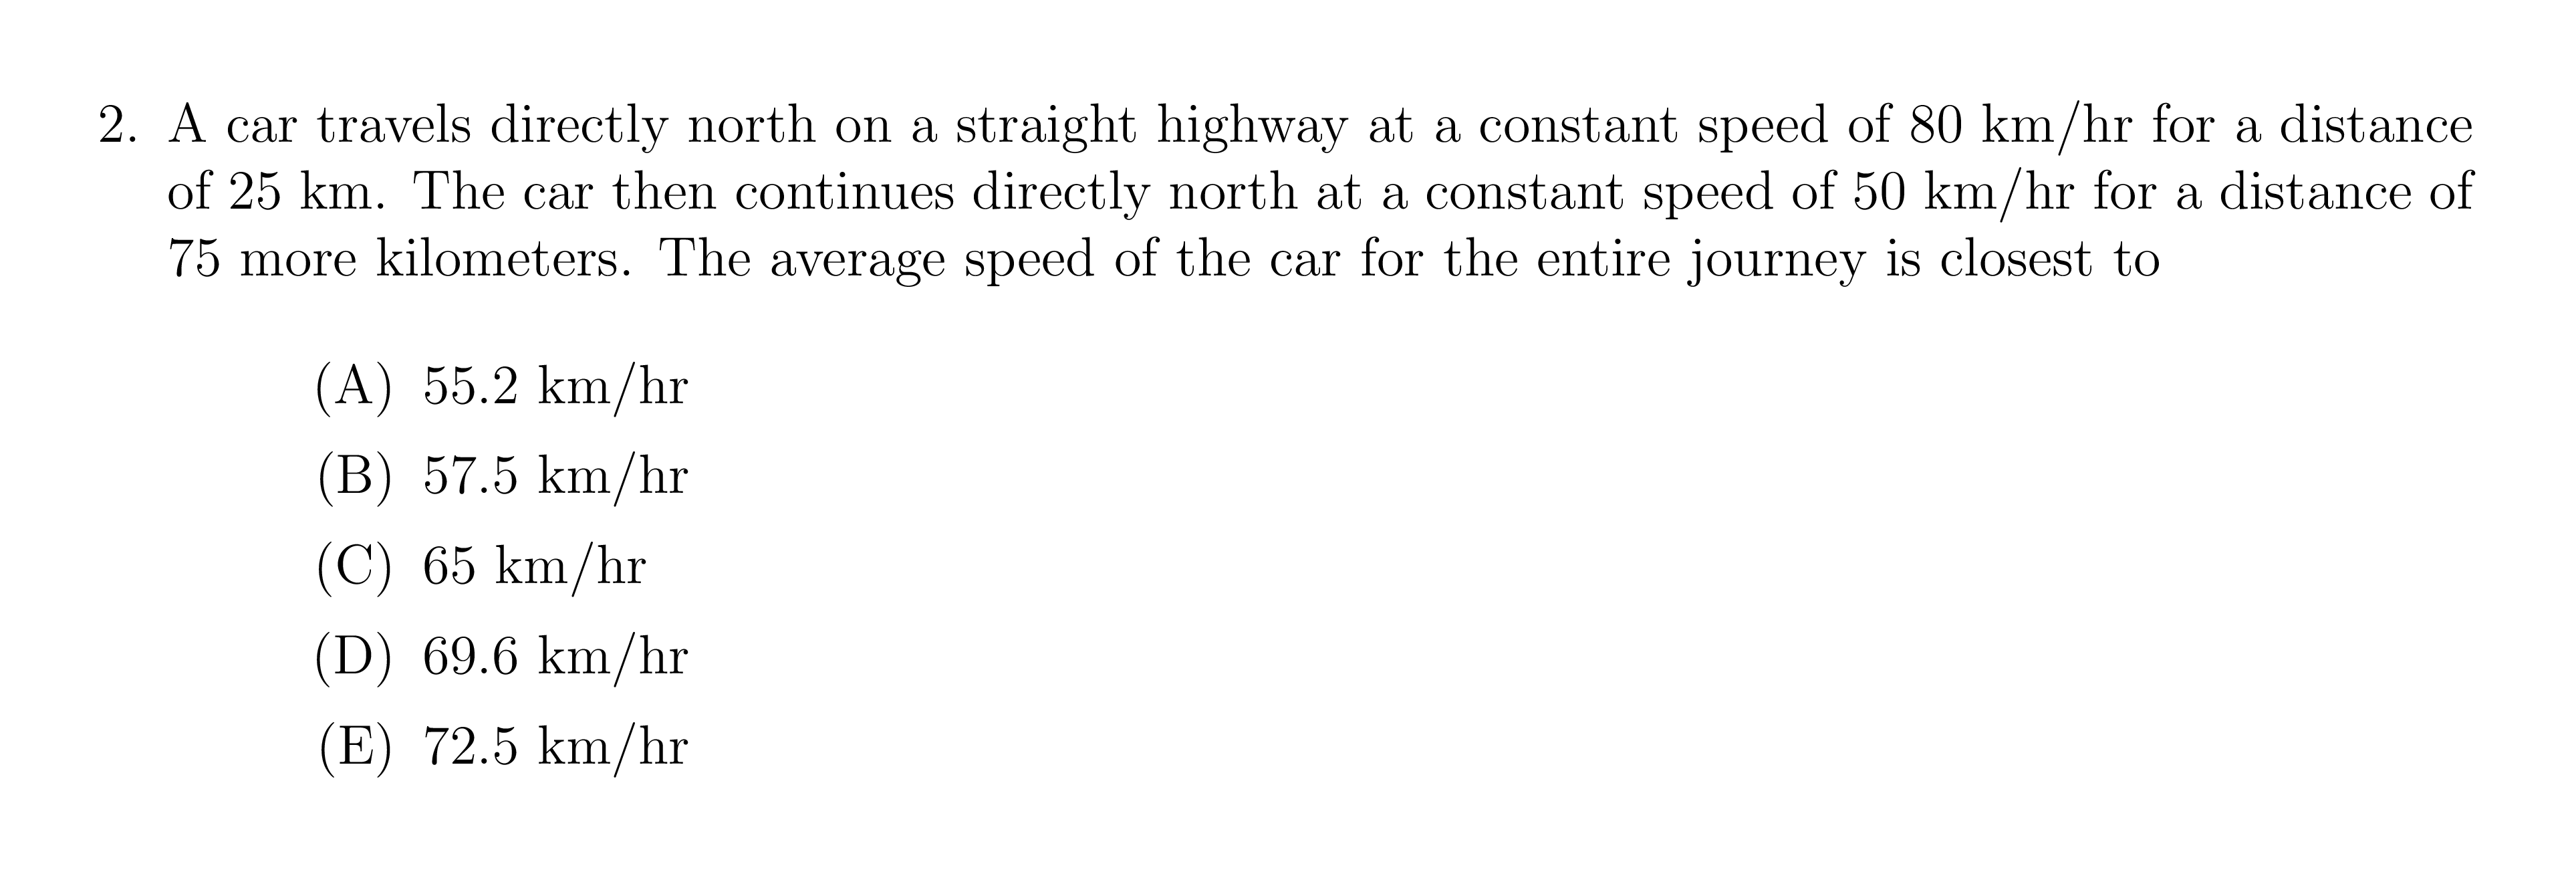 2. A car travels directly north on a straight highway at a constant speed of 80 km/hr for a distance
of 25 km. The car then continues directly north at a constant speed of 50 km/hr for a distance of
75 more kilometers. The average speed of the car for the entire journey is closest to
(A) 55.2 km/hr
(B) 57.5 km/hr
(C) 65 km/hr
(D) 69.6 km/hr
(E) 72.5 km/hr